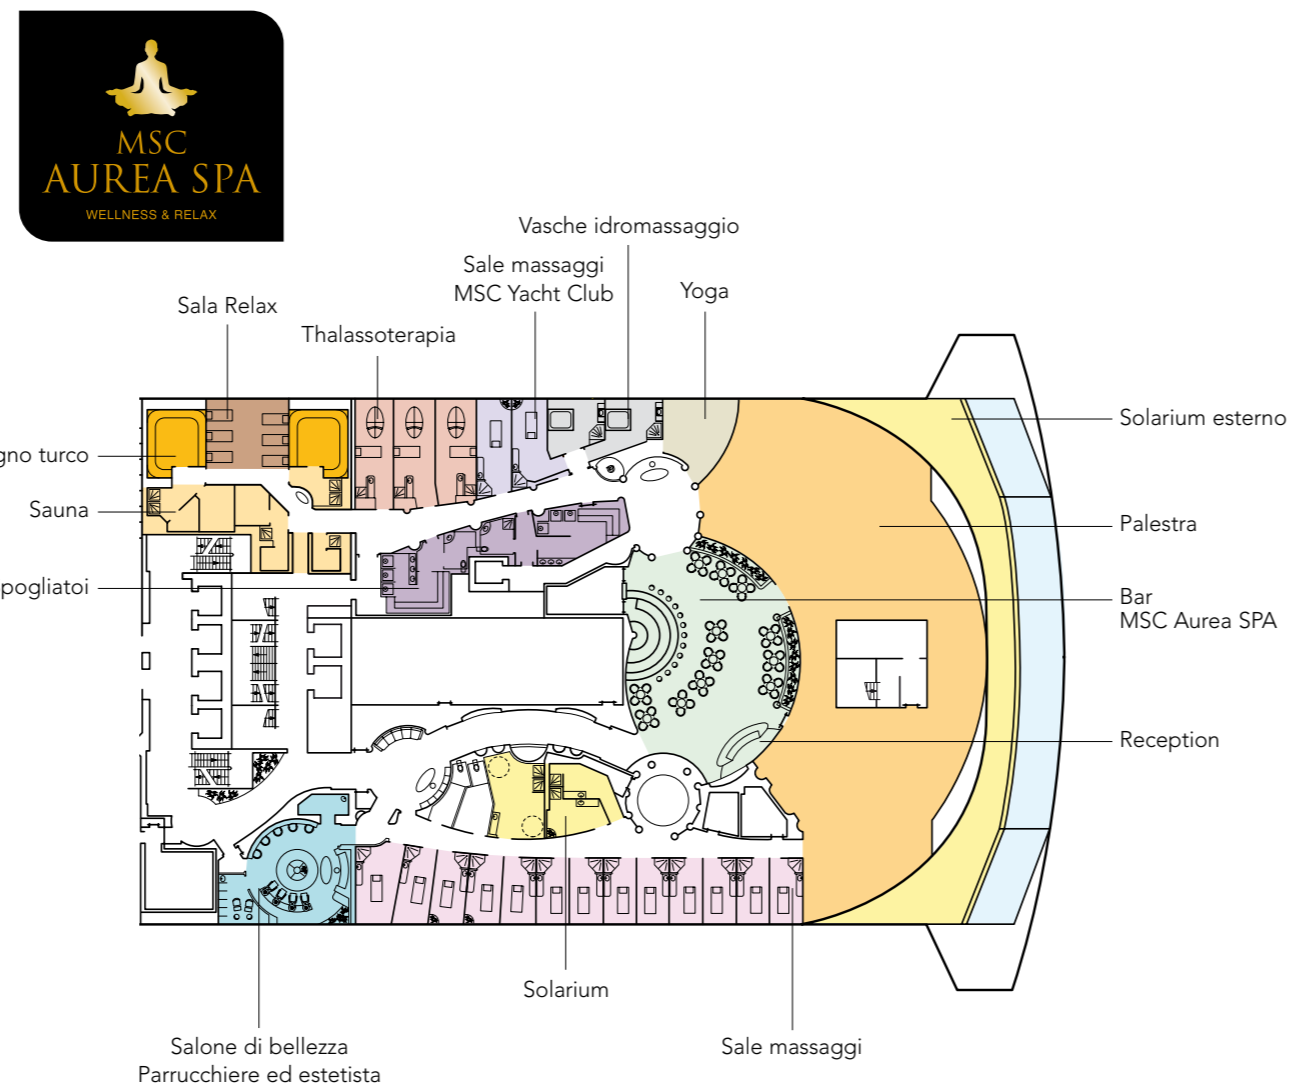 MSC
AUREA SPA
WELLNESS & RELAX
Vasche idromassaggio
Sale massaggi
MSC Yacht Club
Yoga
Sala Relax
Thalassoterapia
Solarium esterno
gno turco
Sauna
Palestra
pogliatoi
Bar
MSC Aurea SPA
Reception
Solarium
Salone di bellezza
Parrucchiere ed estetista
Sale massaggi